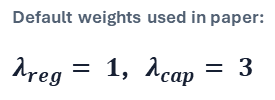 Default weights used in paper:
λ_reg = 1, λ_cap = 3